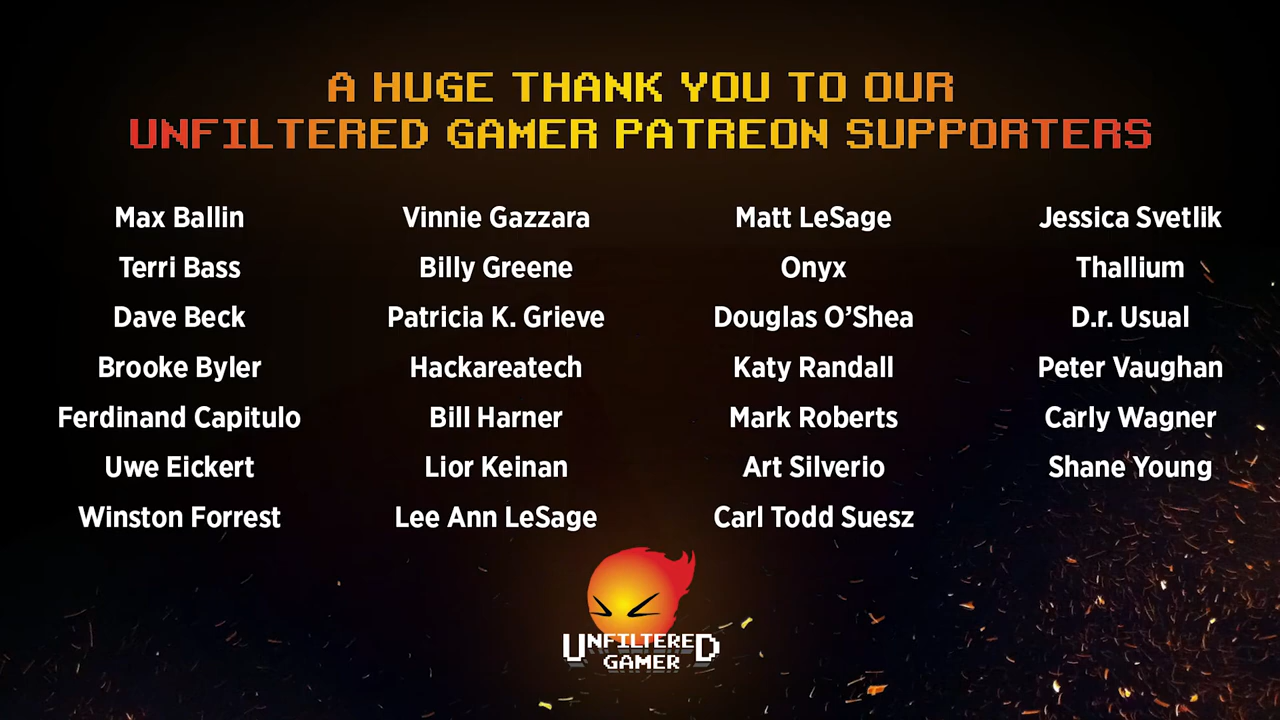 A HUGE THANK YOU TO OUR
UNFILTERED GAMER PATREON SUPPORTERS
Max Ballin
Terri Bass
Dave Beck
Brooke Byler
Ferdinand Capitulo
Uwe Eickert
Winston Forrest
Vinnie Gazzara
Billy Greene
Patricia K. Grieve
Hackareatech
Bill Harner
Lior Keinan
Lee Ann LeSage
Matt LeSage
Onyx
Douglas O’Shea
Katy Randall
Mark Roberts
Art Silverio
Carl Todd Suesz
Jessica Svetlik
Thallium
D.r. Usual
Peter Vaughan
Carly Wagner
Shane Young
UNFILTERED
GAMER